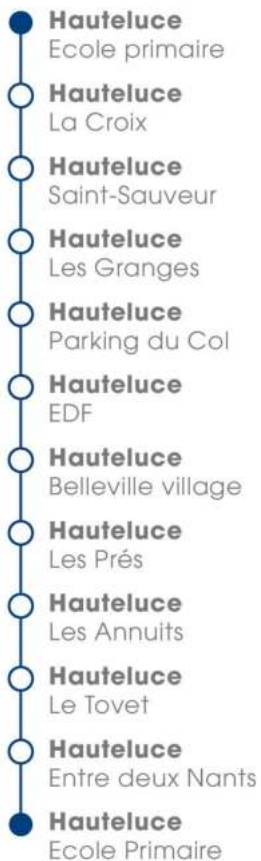 Hauteluce
Ecole primaire
Hauteluce
La Croix
Hauteluce
Saint-Sauveur
Hauteluce
Les Granges
Hauteluce
Parking du Col
Hauteluce
EDF
Hauteluce
Belleville village
Hauteluce
Les Prés
Hauteluce
Les Annuits
Hauteluce
Le Tovet
Hauteluce
Entre deux Nants
Hauteluce
Ecole Primaire